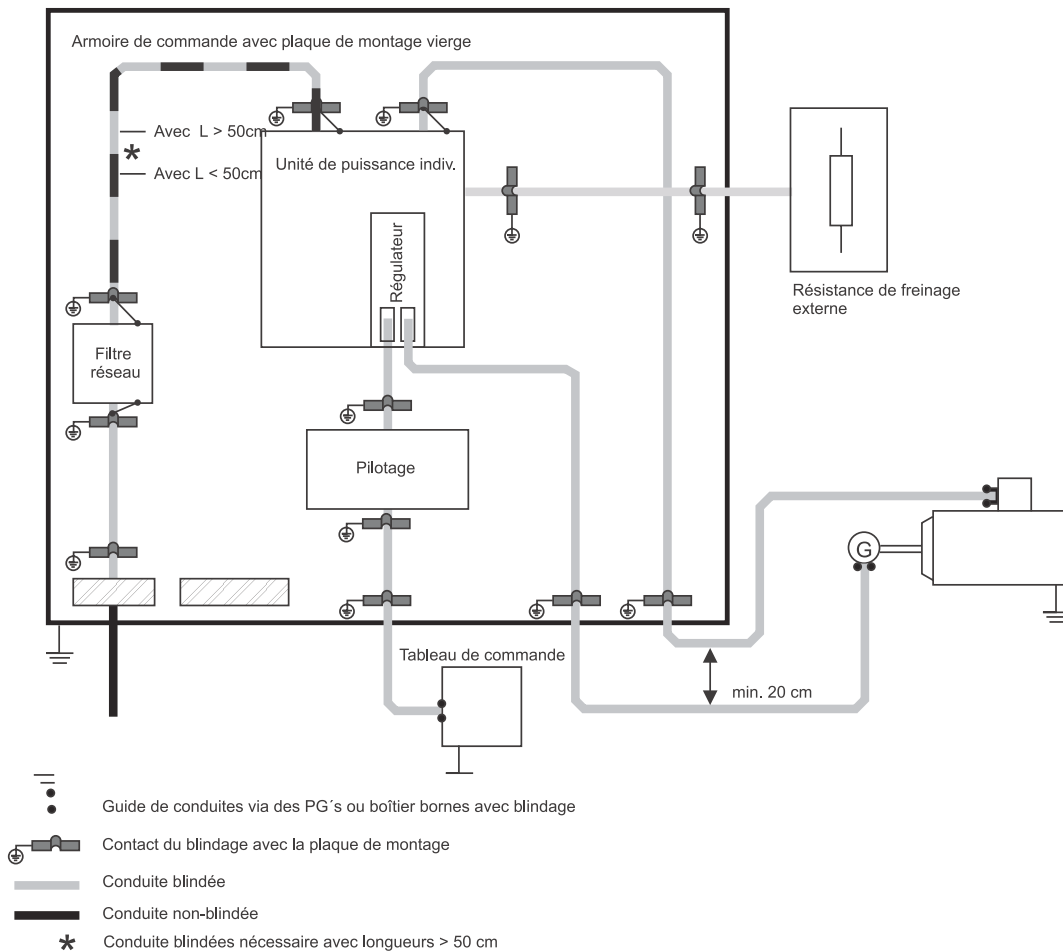 Armoire de commande avec plaque de montage vierge
Avec L > 50cm
*
Avec L < 50cm
Unité de puissance indiv.
Régulateur
Résistance de freinage
externe
Filtre
réseau
Pilotage
G
Tableau de commande
min. 20 cm
Guide de conduites via des PG´s ou boîtier bornes avec blindage
Contact du blindage avec la plaque de montage
Conduite blindée
Conduite non-blindée
* Conduite blindées nécessaire avec longueurs > 50 cm